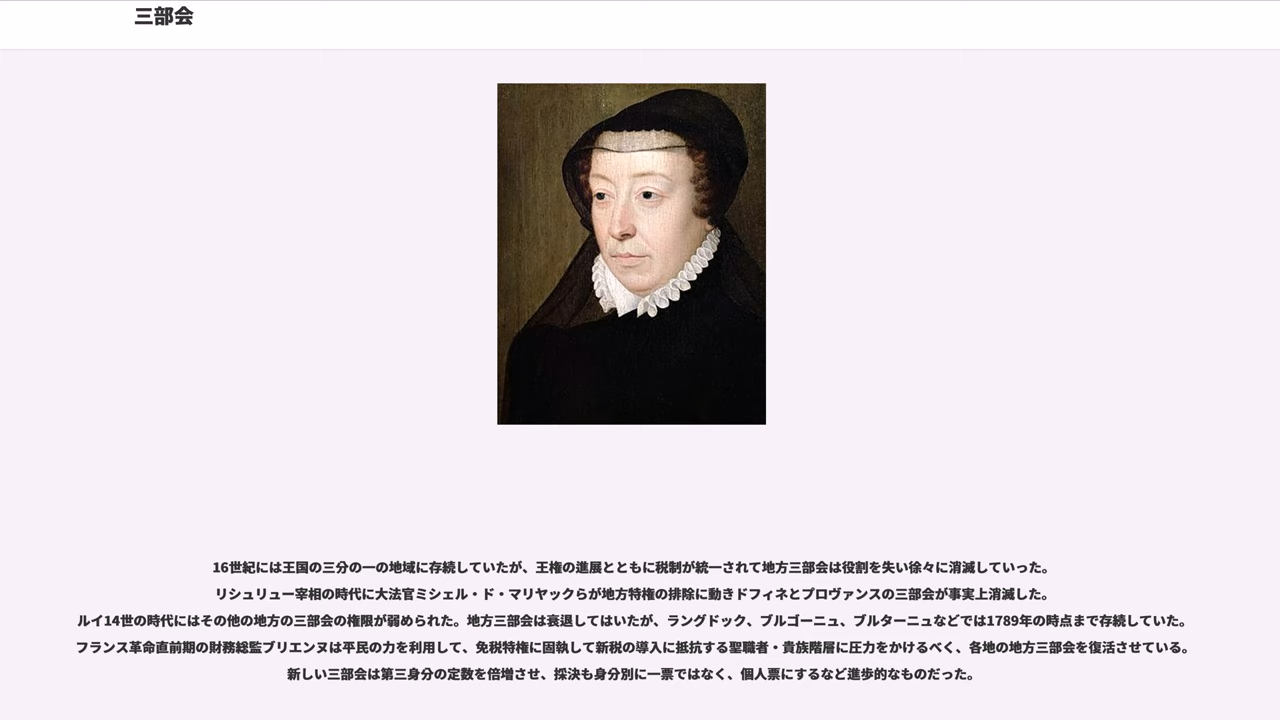 三部会
16世紀には王国の三分の一の地域に存続していたが、王権の進展とともに税制が統一されて地方三部会は役割を失い徐々に消滅していった。
リシュリュー宰相の時代に大法官ミシェル・ド・マリヤックらが地方特権の排除に動きドフィネとプロヴァンスの三部会が事実上消滅した。
ルイ14世の時代にはその他の地方の三部会の権限が弱められた。地方三部会は衰退してはいたが、ラングドック、ブルゴーニュ、ブルターニュなどでは1789年の時点まで存続していた。
フランス革命直前期の財務総監ブリエンヌは平民の力を利用して、免税特権に固執して新税の導入に抵抗する聖職者・貴族階層に圧力をかけるべく、各地の地方三部会を復活させている。
新しい三部会は第三身分の定数を倍増させ、採決も身分別に一票ではなく、個人票にするなど進歩的なものだった。